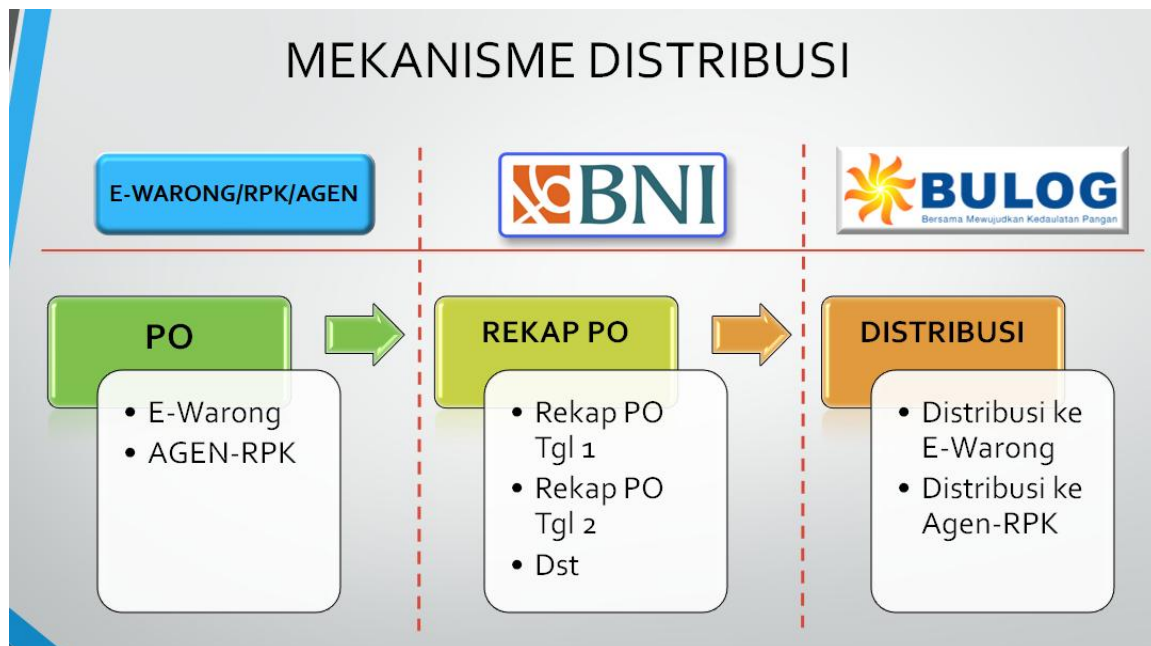 MEKANISME DISTRIBUSI
E-WARONG/RPK/AGEN
BNI
BULOG
Bersama Mewujudkan Kedaulatan Pangan
PO
• E-Warong
• AGEN-RPK
REKAP PO
• Rekap PO
Tgl 1
• Rekap PO
Tgl 2
• Dst
DISTRIBUSI
• Distribusi ke
E-Warong
• Distribusi ke
Agen-RPK